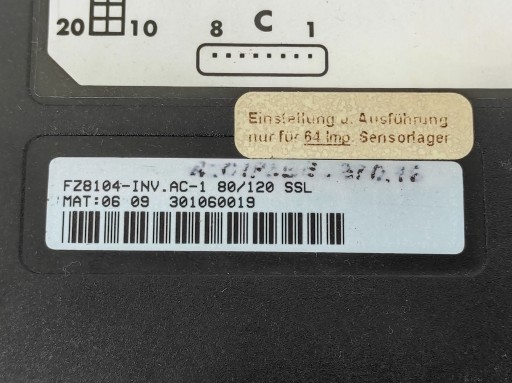 20 10 8 C 1
Einstellung u. Ausführung
nur für 64 Imp. Sensorlager
FZ8104-INV.AC-1 80/120 SSL
MAT:06 09 301060019